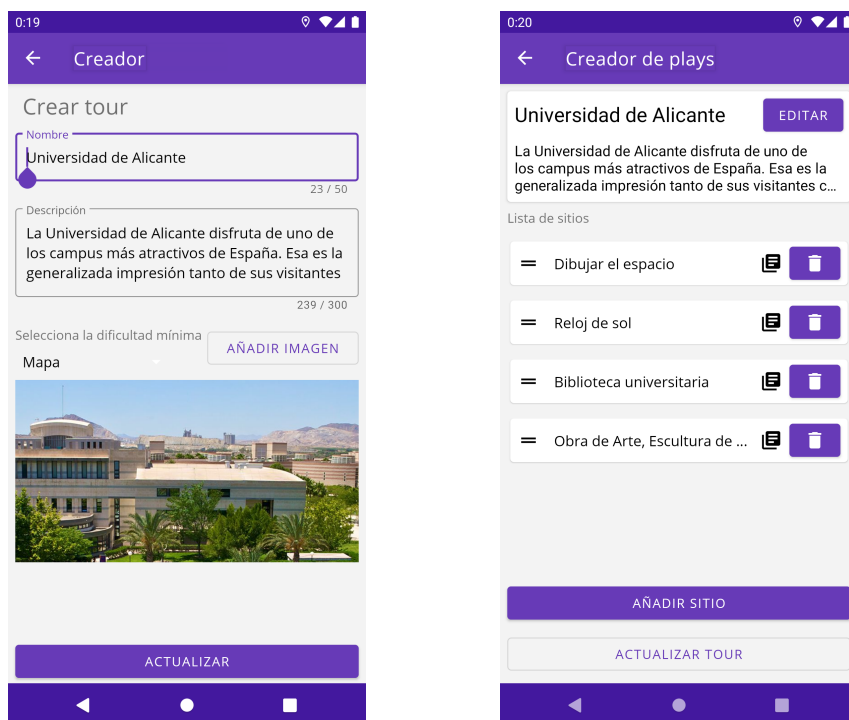 0:19
Creador
Crear tour
Nombre
Universidad de Alicante
23 / 50
Descripción
La Universidad de Alicante disfruta de uno de
los campus más atractivos de España. Esa es la
generalizada impresión tanto de sus visitantes
239 / 300
Selecciona la dificultad mínima
AÑADIR IMAGEN
Mapa
ACTUALIZAR
0:20
Creador de plays
Universidad de Alicante
EDITAR
La Universidad de Alicante disfruta de uno de
los campus más atractivos de España. Esa es la
generalizada impresión tanto de sus visitantes c...
Lista de sitios
Dibujar el espacio
Reloj de sol
Biblioteca universitaria
Obra de Arte, Escultura de ...
AÑADIR SITIO
ACTUALIZAR TOUR